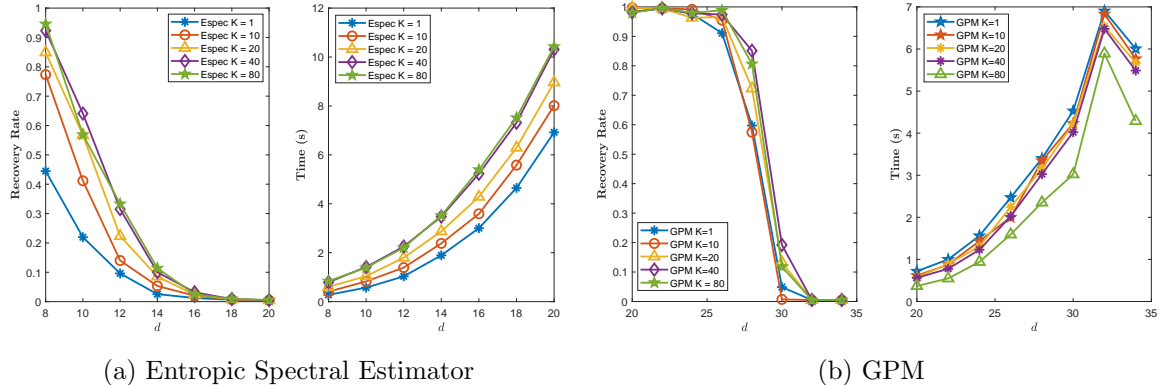 Recovery Rate
1
0.9
0.8
0.7
0.6
0.5
0.4
0.3
0.2
0.1
0
8 10 12 14 16 18 20
d
Espec K = 1
Espec K = 10
Espec K = 20
Espec K = 40
Espec K = 80
Time (s)
12
10
8
6
4
2
0
8 10 12 14 16 18 20
d
Espec K = 1
Espec K = 10
Espec K = 20
Espec K = 40
Espec K = 80
Recovery Rate
1
0.9
0.8
0.7
0.6
0.5
0.4
0.3
0.2
0.1
0
20 25 30 35
d
GPM K=1
GPM K=10
GPM K=20
GPM K=40
GPM K = 80
Time (s)
7
6
5
4
3
2
1
0
20 25 30 35
d
GPM K=1
GPM K=10
GPM K=20
GPM K=40
GPM K=80
(a) Entropic Spectral Estimator
(b) GPM